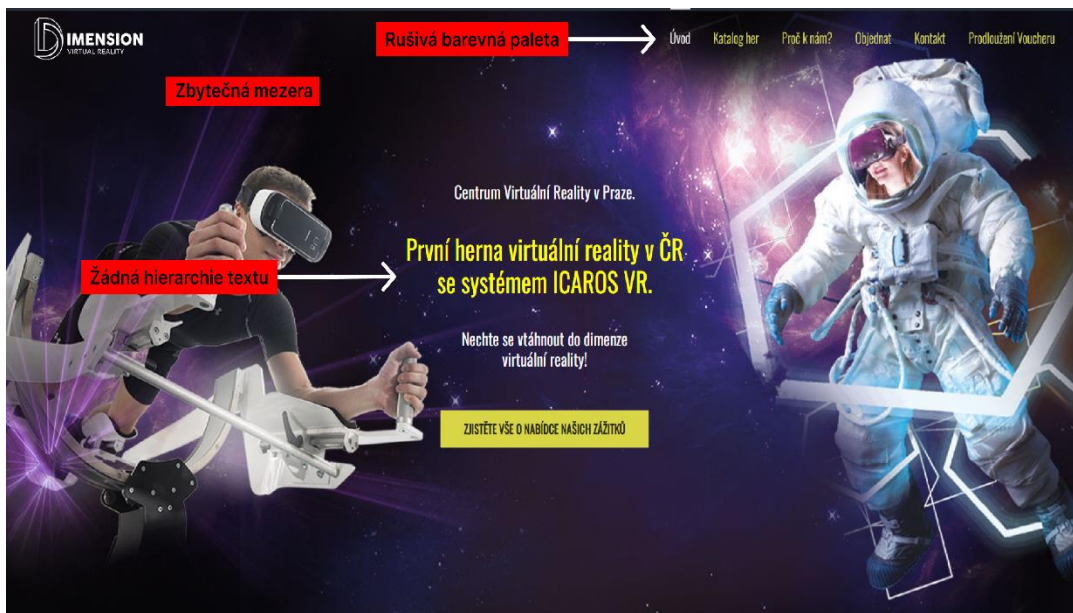 DIMENSION
VIRTUAL REALITY
Rušivá barevná paleta
Úvod Katalog her Proč k nám? Objednat Kontakt Prodloužení Voucheru
Zbytečná mezera
Centrum Virtuální Reality v Praze.
První herna virtuální reality v ČR
se systémem ICAROS VR.
Žádná hierarchie textu
Nechte se vtáhnout do dimenze
virtuální reality!
ZJISTĚTE VŠE O NABÍDCE NAŠICH ZÁŽITKŮ